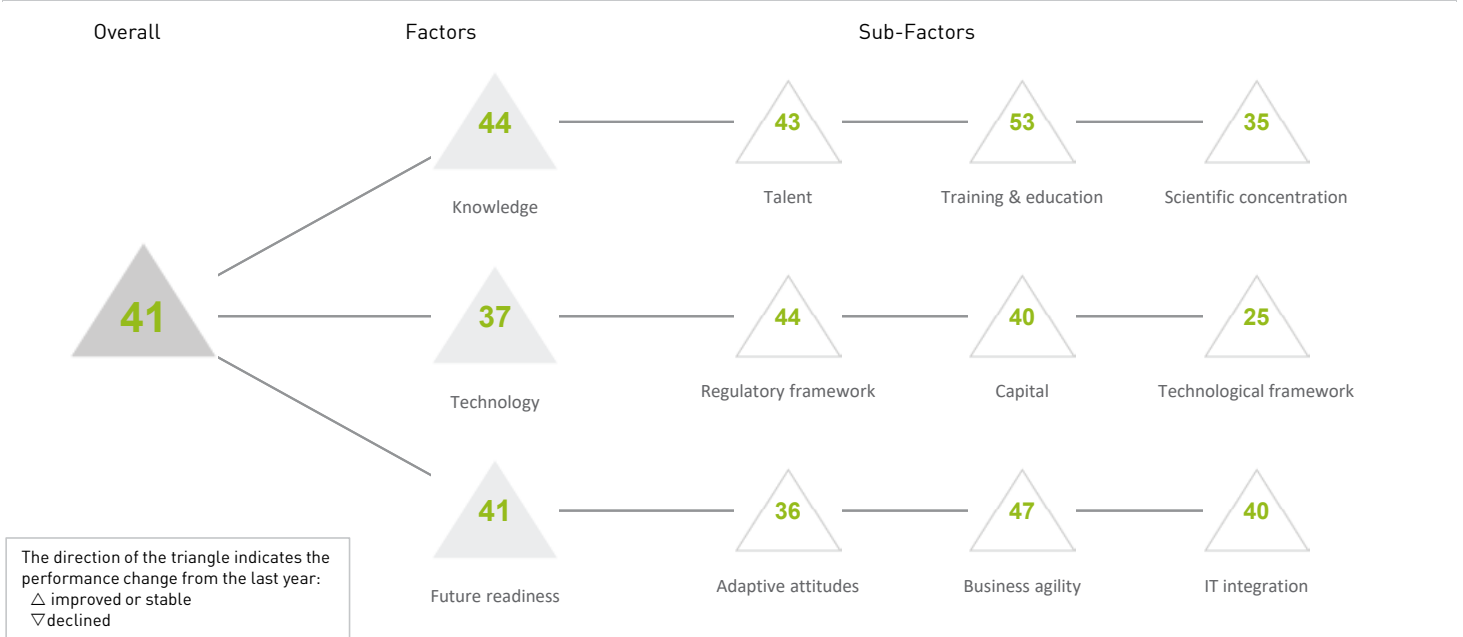 Overall Factors Sub-Factors
44 43 53 35
Knowledge Talent Training & education Scientific concentration
41 37 44 40 25
Technology Regulatory framework Capital Technological framework
41 36 47 40
Future readiness Adaptive attitudes Business agility IT integration
The direction of the triangle indicates the
performance change from the last year:
△ improved or stable
▽ declined